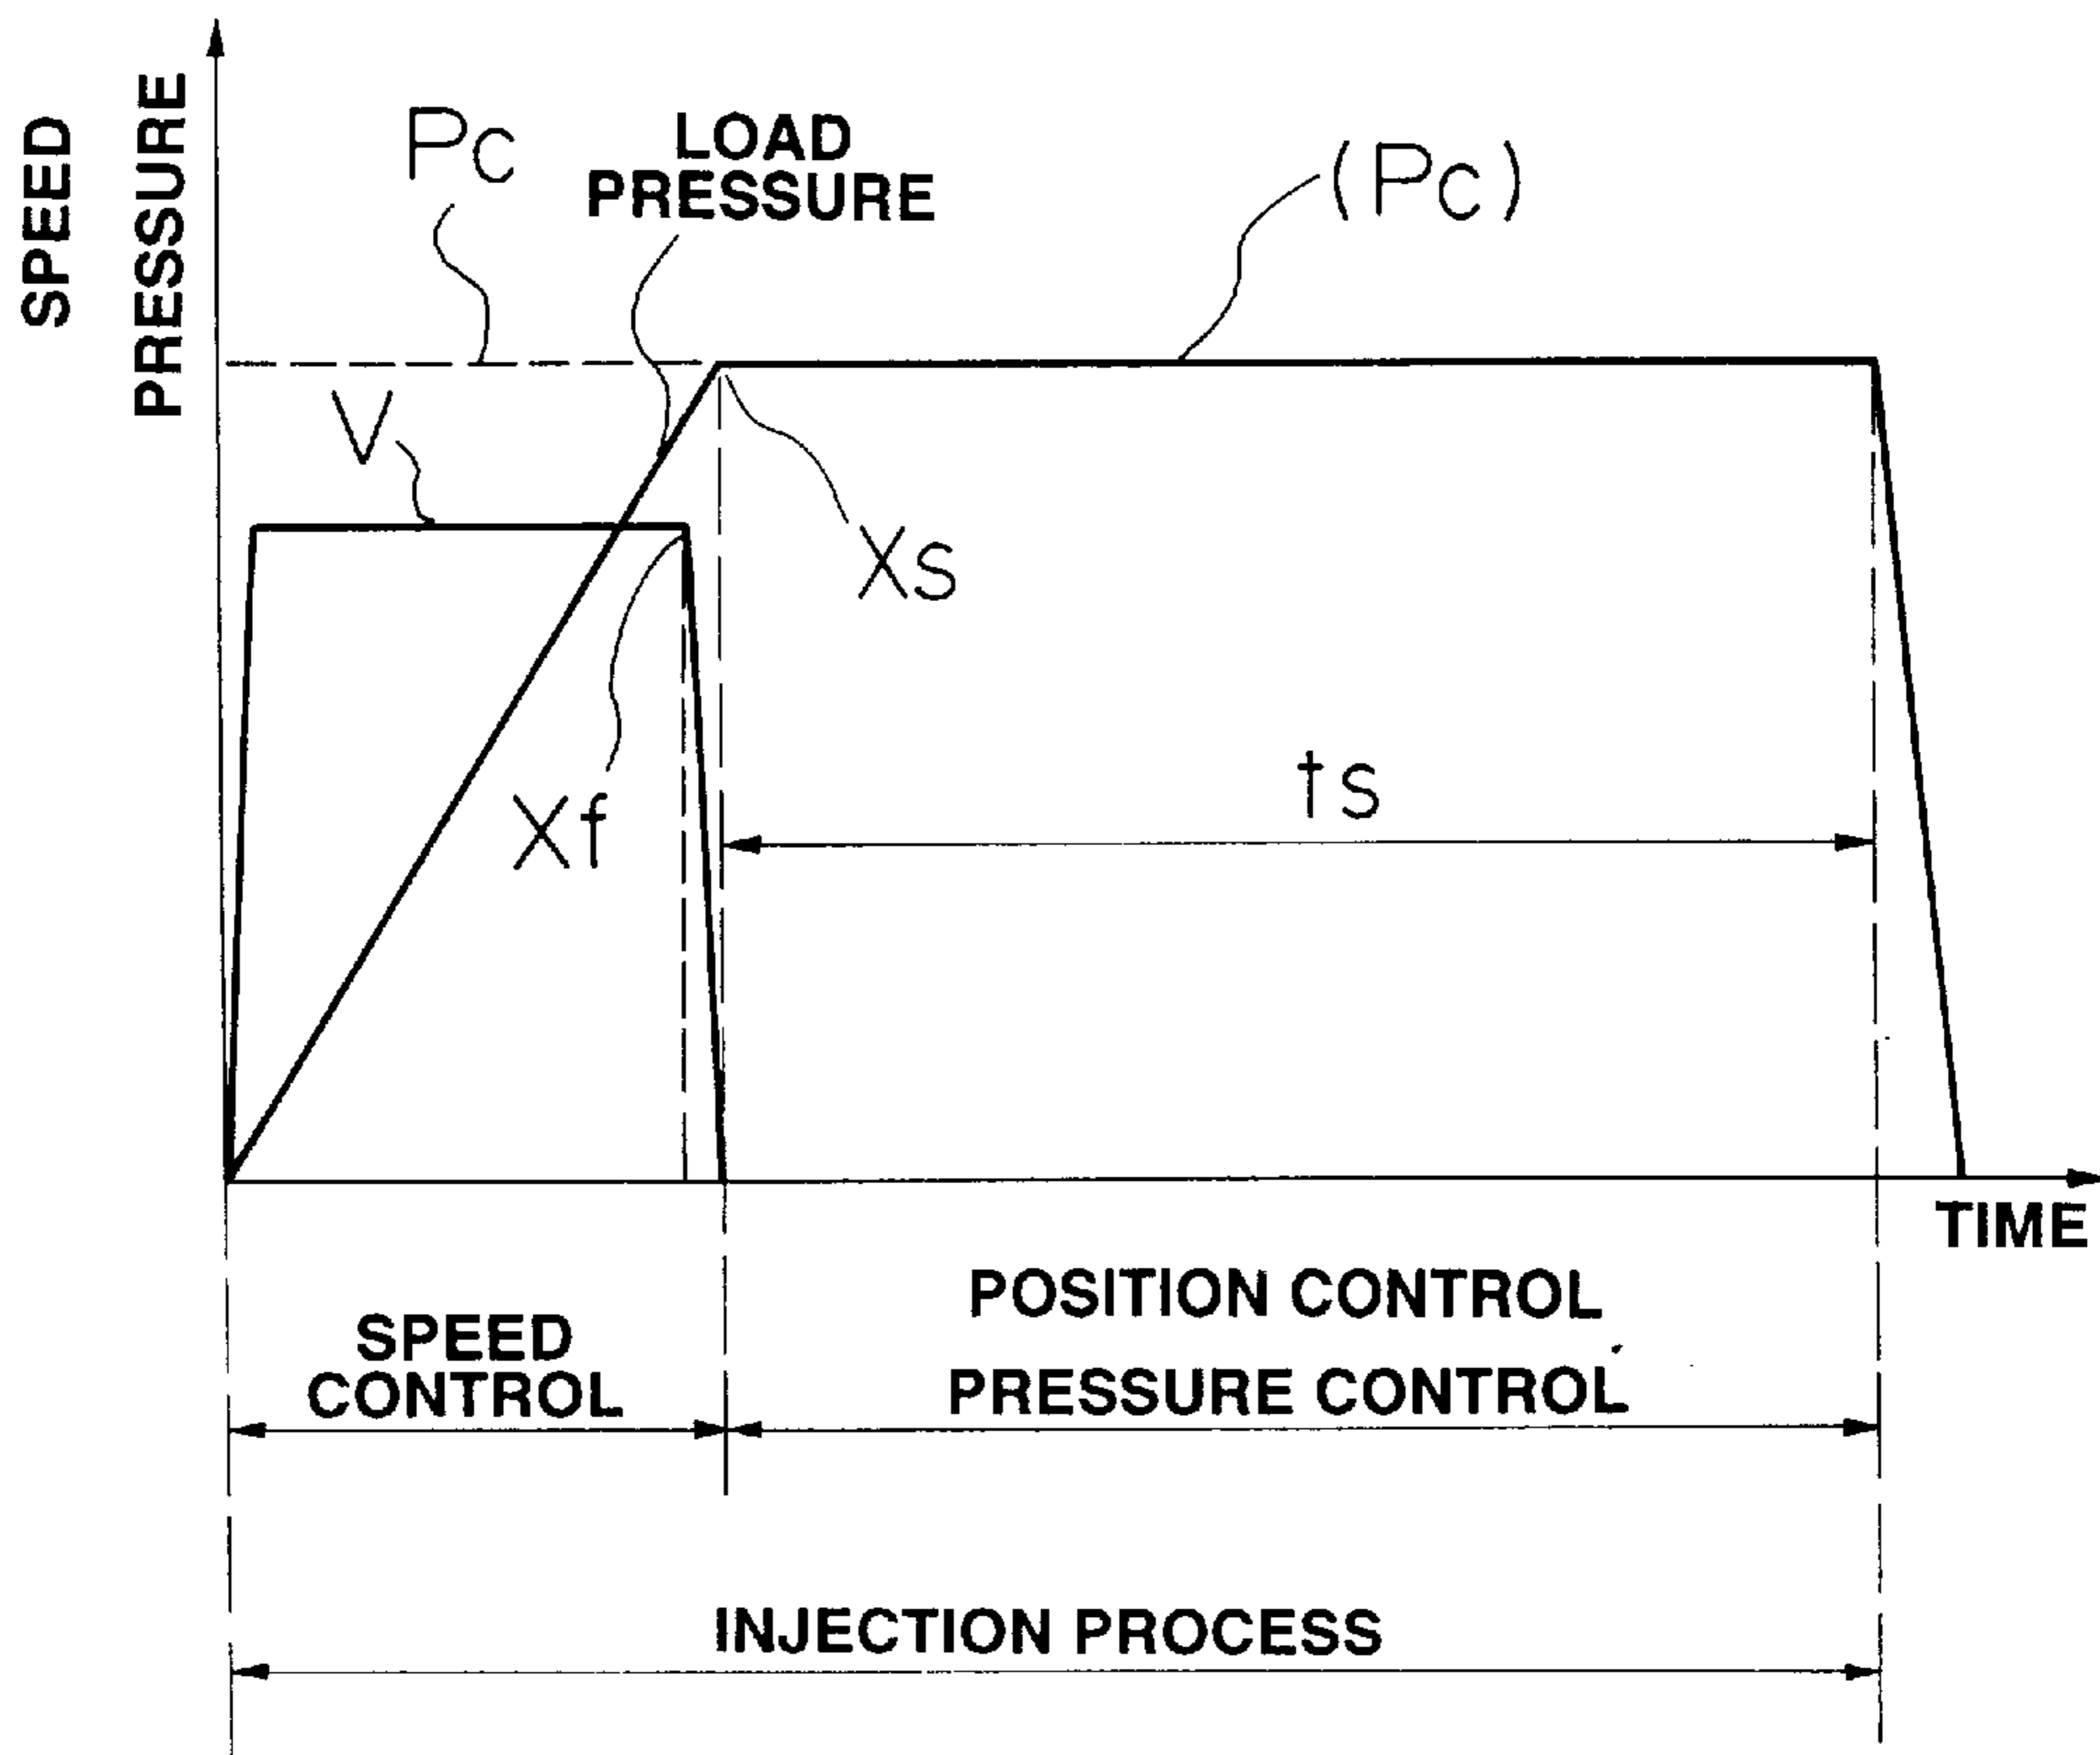 SPEED
PRESSURE
Pc
LOAD
PRESSURE
(Pc)
V
Xs
Xf
ts
TIME
POSITION CONTROL
SPEED
CONTROL
PRESSURE CONTROL
INJECTION PROCESS